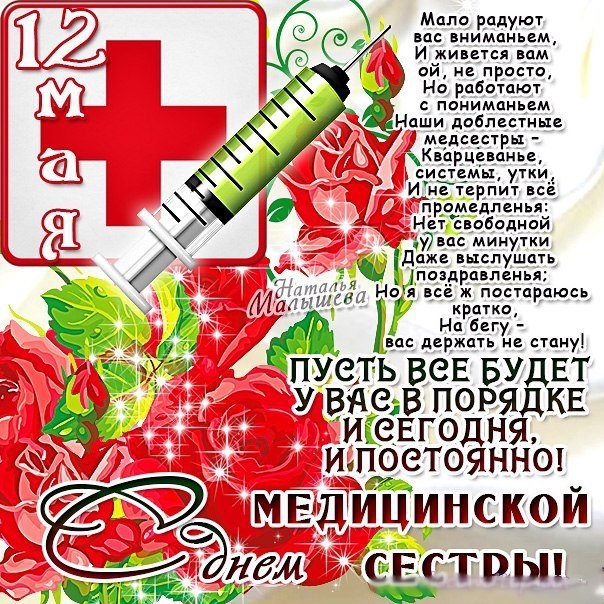 12
мая
Мало радуют
вас вниманьем,
И живется вам
ой, не просто,
Но работают
с пониманьем
Наши доблестные
медсестры –
Кварцеванье,
системы, утки,
И не терпит всё
промедленья:
Нет свободной
у вас минутки
Даже выслушать
поздравленья;
Но я всё ж постараюсь
кратко,
На бегу –
вас держать не стану!
ПУСТЬ ВСЕ БУДЕТ
У ВАС В ПОРЯДКЕ
И СЕГОДНЯ,
И ПОСТОЯННО!
Наталья
Малышева
С днем
МЕДИЦИНСКОЙ
СЕСТРЫ!